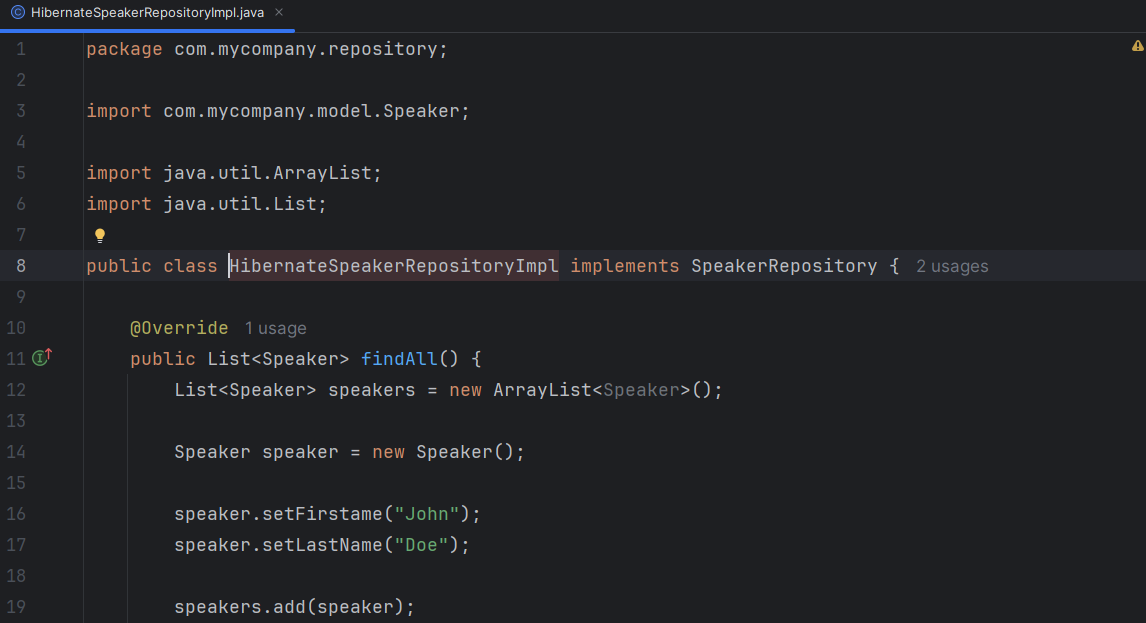 HibernateSpeakerRepositoryImpl.java
1 package com.mycompany.repository;
2
3 import com.mycompany.model.Speaker;
4
5 import java.util.ArrayList;
6 import java.util.List;
7
8 public class HibernateSpeakerRepositoryImpl implements SpeakerRepository { 2 usages
9
10 @Override 1 usage
11 public List<Speaker> findAll() {
12 List<Speaker> speakers = new ArrayList<Speaker>();
13
14 Speaker speaker = new Speaker();
15
16 speaker.setFirstame("John");
17 speaker.setLastName("Doe");
18
19 speakers.add(speaker);